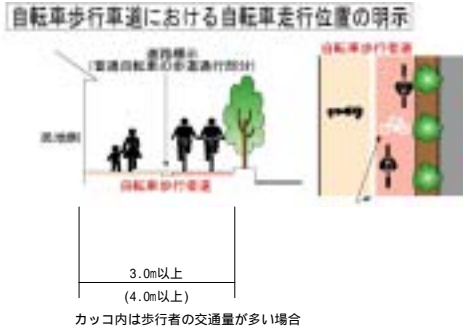 自転車歩行車道における自転車走行位置の明示
道路標示
(普通自転車の歩道通行部分)
自転車歩行者道
民地側
自転車歩行者道
3.0m以上
(4.0m以上)
カッコ内は歩行者の交通量が多い場合